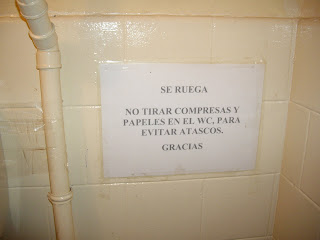 SE RUEGA
NO TIRAR COMPRESAS Y
PAPELES EN EL WC, PARA
EVITAR ATASCOS.
GRACIAS